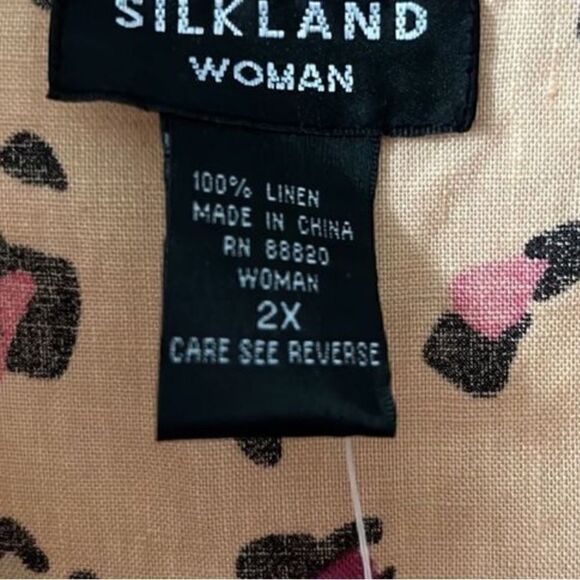 SILKLAND
WOMAN
100% LINEN
MADE IN CHINA
RN 88820
WOMAN
2X
CARE SEE REVERSE